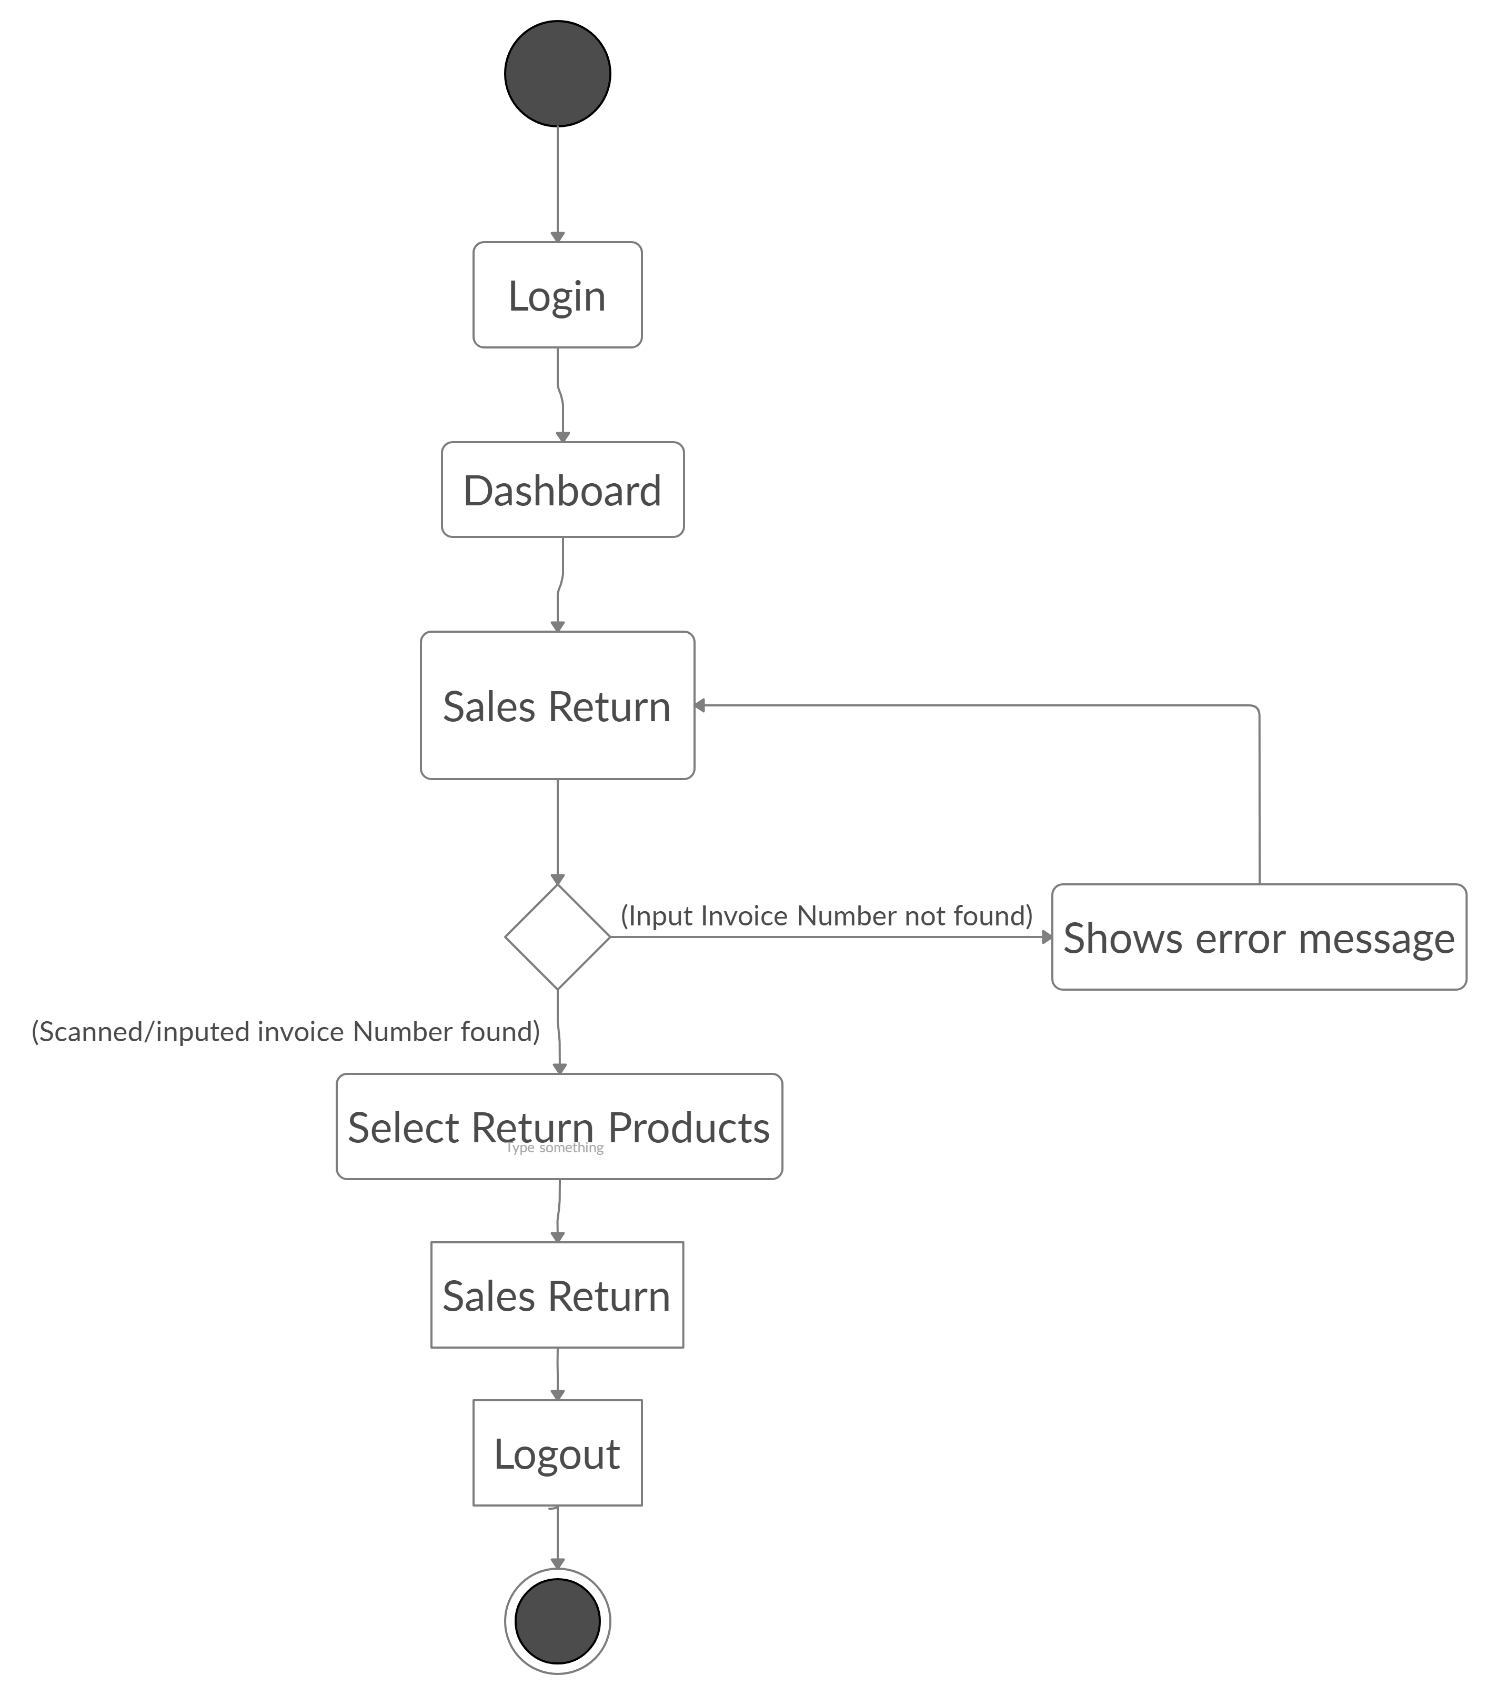 Login
Dashboard
Sales Return
(Input Invoice Number not found)
Shows error message
(Scanned/inputed invoice Number found)
Select Return Products
Type something
Sales Return
Logout